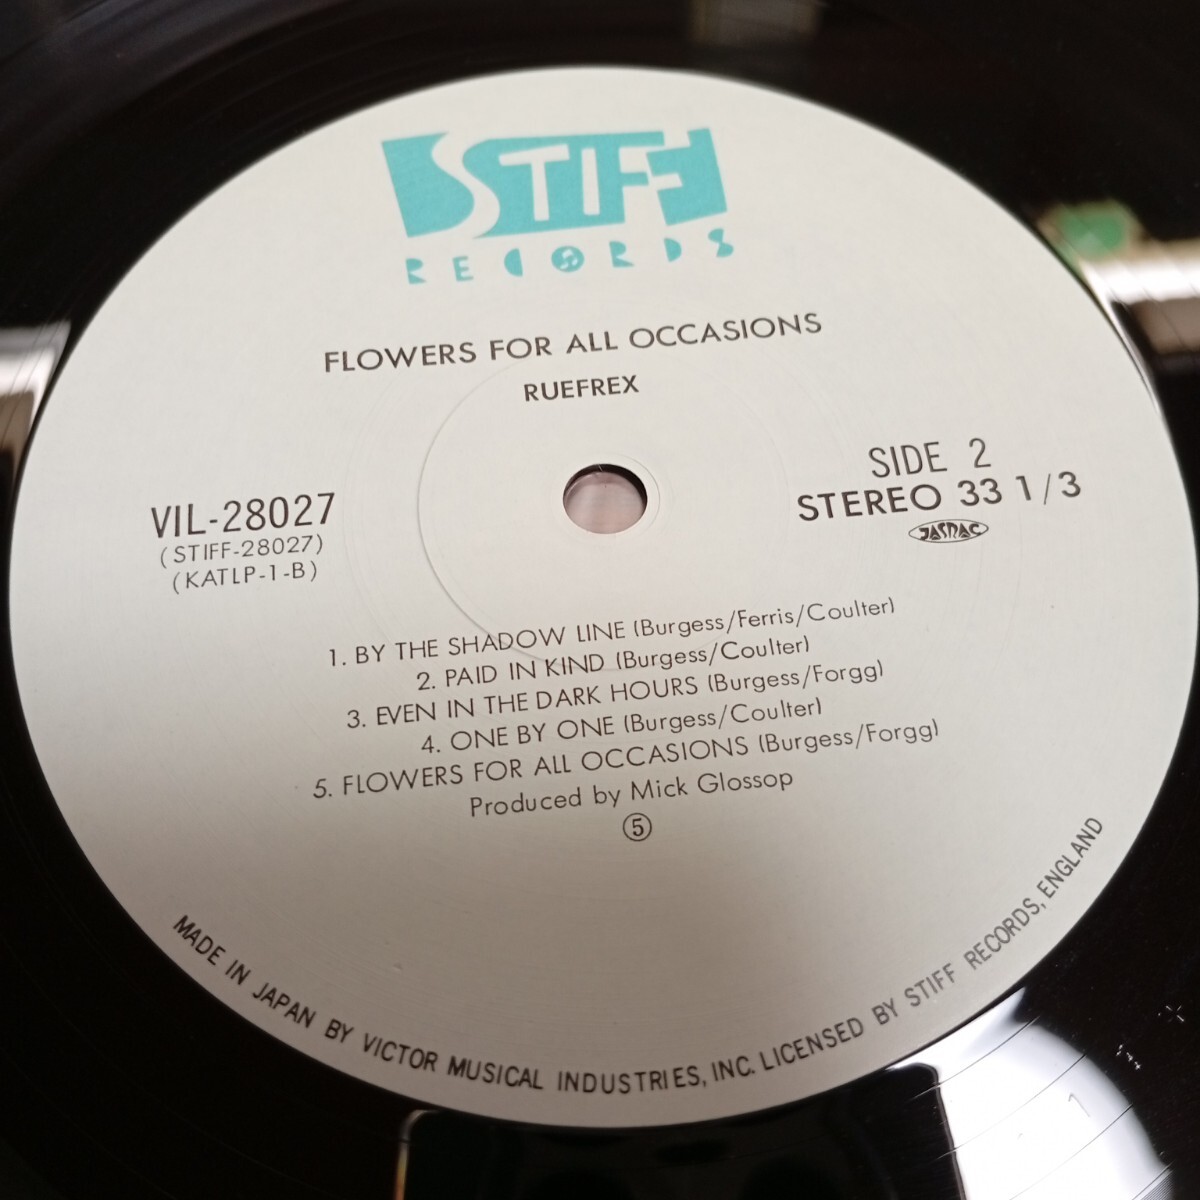 STIFF
RECORDS
FLOWERS FOR ALL OCCASIONS
RUEFREX
VIL-28027
(STIFF-28027)
(KATLP-1-B)
SIDE 2
STEREO 33 1/3
JASRAC
1. BY THE SHADOW LINE (Burgess/Ferris/Coulter)
2. PAID IN KIND (Burgess/Coulter)
3. EVEN IN THE DARK HOURS (Burgess/Forgg)
4. ONE BY ONE (Burgess/Coulter)
5. FLOWERS FOR ALL OCCASIONS (Burgess/Forgg)
Produced by Mick Glossop
⑤
MADE IN JAPAN BY VICTOR MUSICAL INDUSTRIES, INC. LICENSED BY STIFF RECORDS, ENGLAND